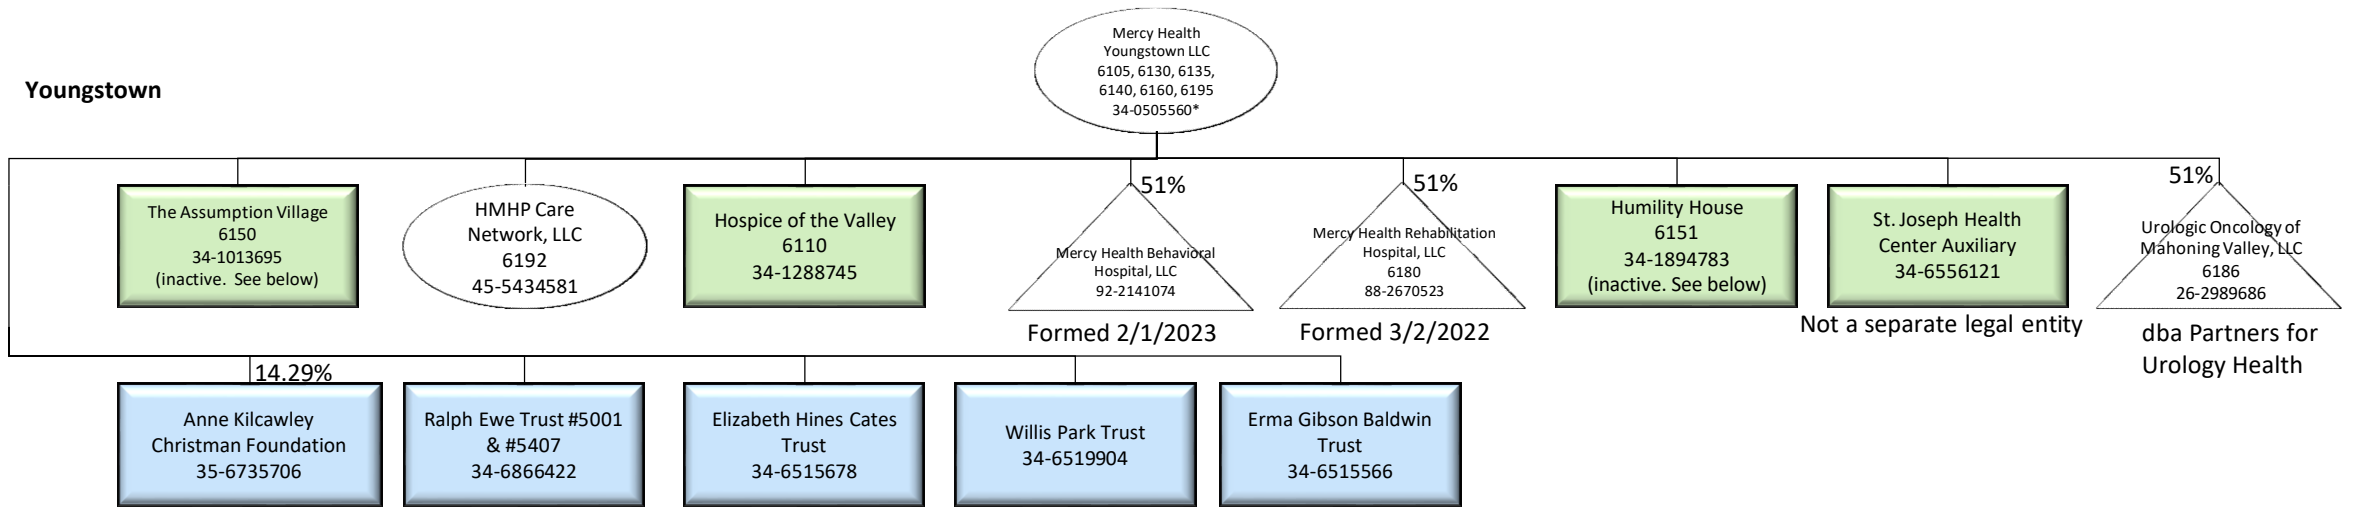 Youngstown
Mercy Health
Youngstown LLC
6105, 6130, 6135,
6140, 6160, 6195
34-0505560*
The Assumption Village
6150
34-1013695
(inactive. See below)
HMHP Care
Network, LLC
6192
45-5434581
Hospice of the Valley
6110
34-1288745
51%
Mercy Health Behavioral
Hospital, LLC
92-2141074
Formed 2/1/2023
51%
Mercy Health Rehabilitation
Hospital, LLC
6180
88-2670523
Formed 3/2/2022
Humility House
6151
34-1894783
(inactive. See below)
St. Joseph Health
Center Auxiliary
34-6556121
Not a separate legal entity
51%
Urologic Oncology of
Mahoning Valley, LLC
6186
26-2989686
dba Partners for
Urology Health
14.29%
Anne Kilcawley
Christman Foundation
35-6735706
Ralph Ewe Trust #5001
& #5407
34-6866422
Elizabeth Hines Cates
Trust
34-6515678
Willis Park Trust
34-6519904
Erma Gibson Baldwin
Trust
34-6515566